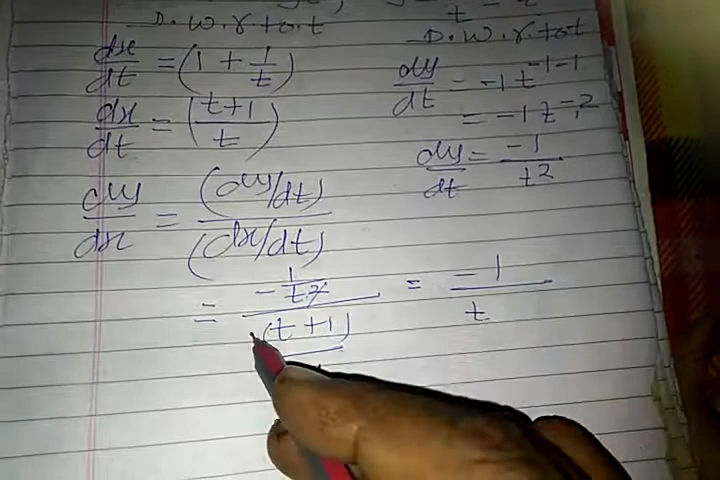 D.w.r.to.t
dx/dt = (1 + 1/t)
dx/dt = (t+1/t)
D.w.r.tot
dy/dt = -1 t^-1-1
= -1 t^-2
dy/dt = -1/t²
dy/dx = (dy/dt)/(dx/dt)
= -1/t² / (t+1) = -1/t